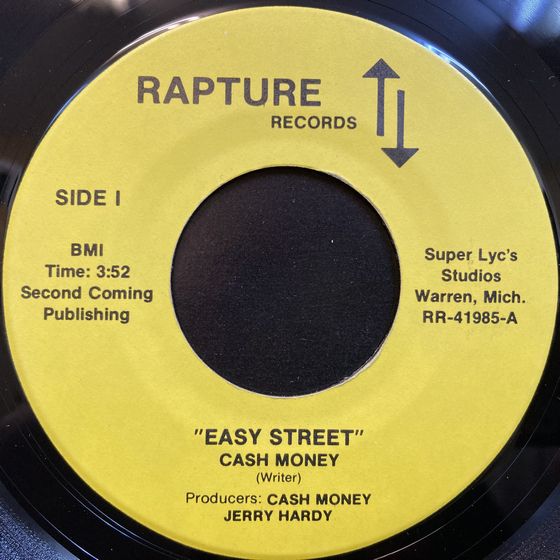 RAPTURE
RECORDS
SIDE I
BMI
Time: 3:52
Second Coming
Publishing
Super Lyc's
Studios
Warren, Mich.
RR-41985-A
"EASY STREET"
CASH MONEY
(Writer)
Producers: CASH MONEY
JERRY HARDY